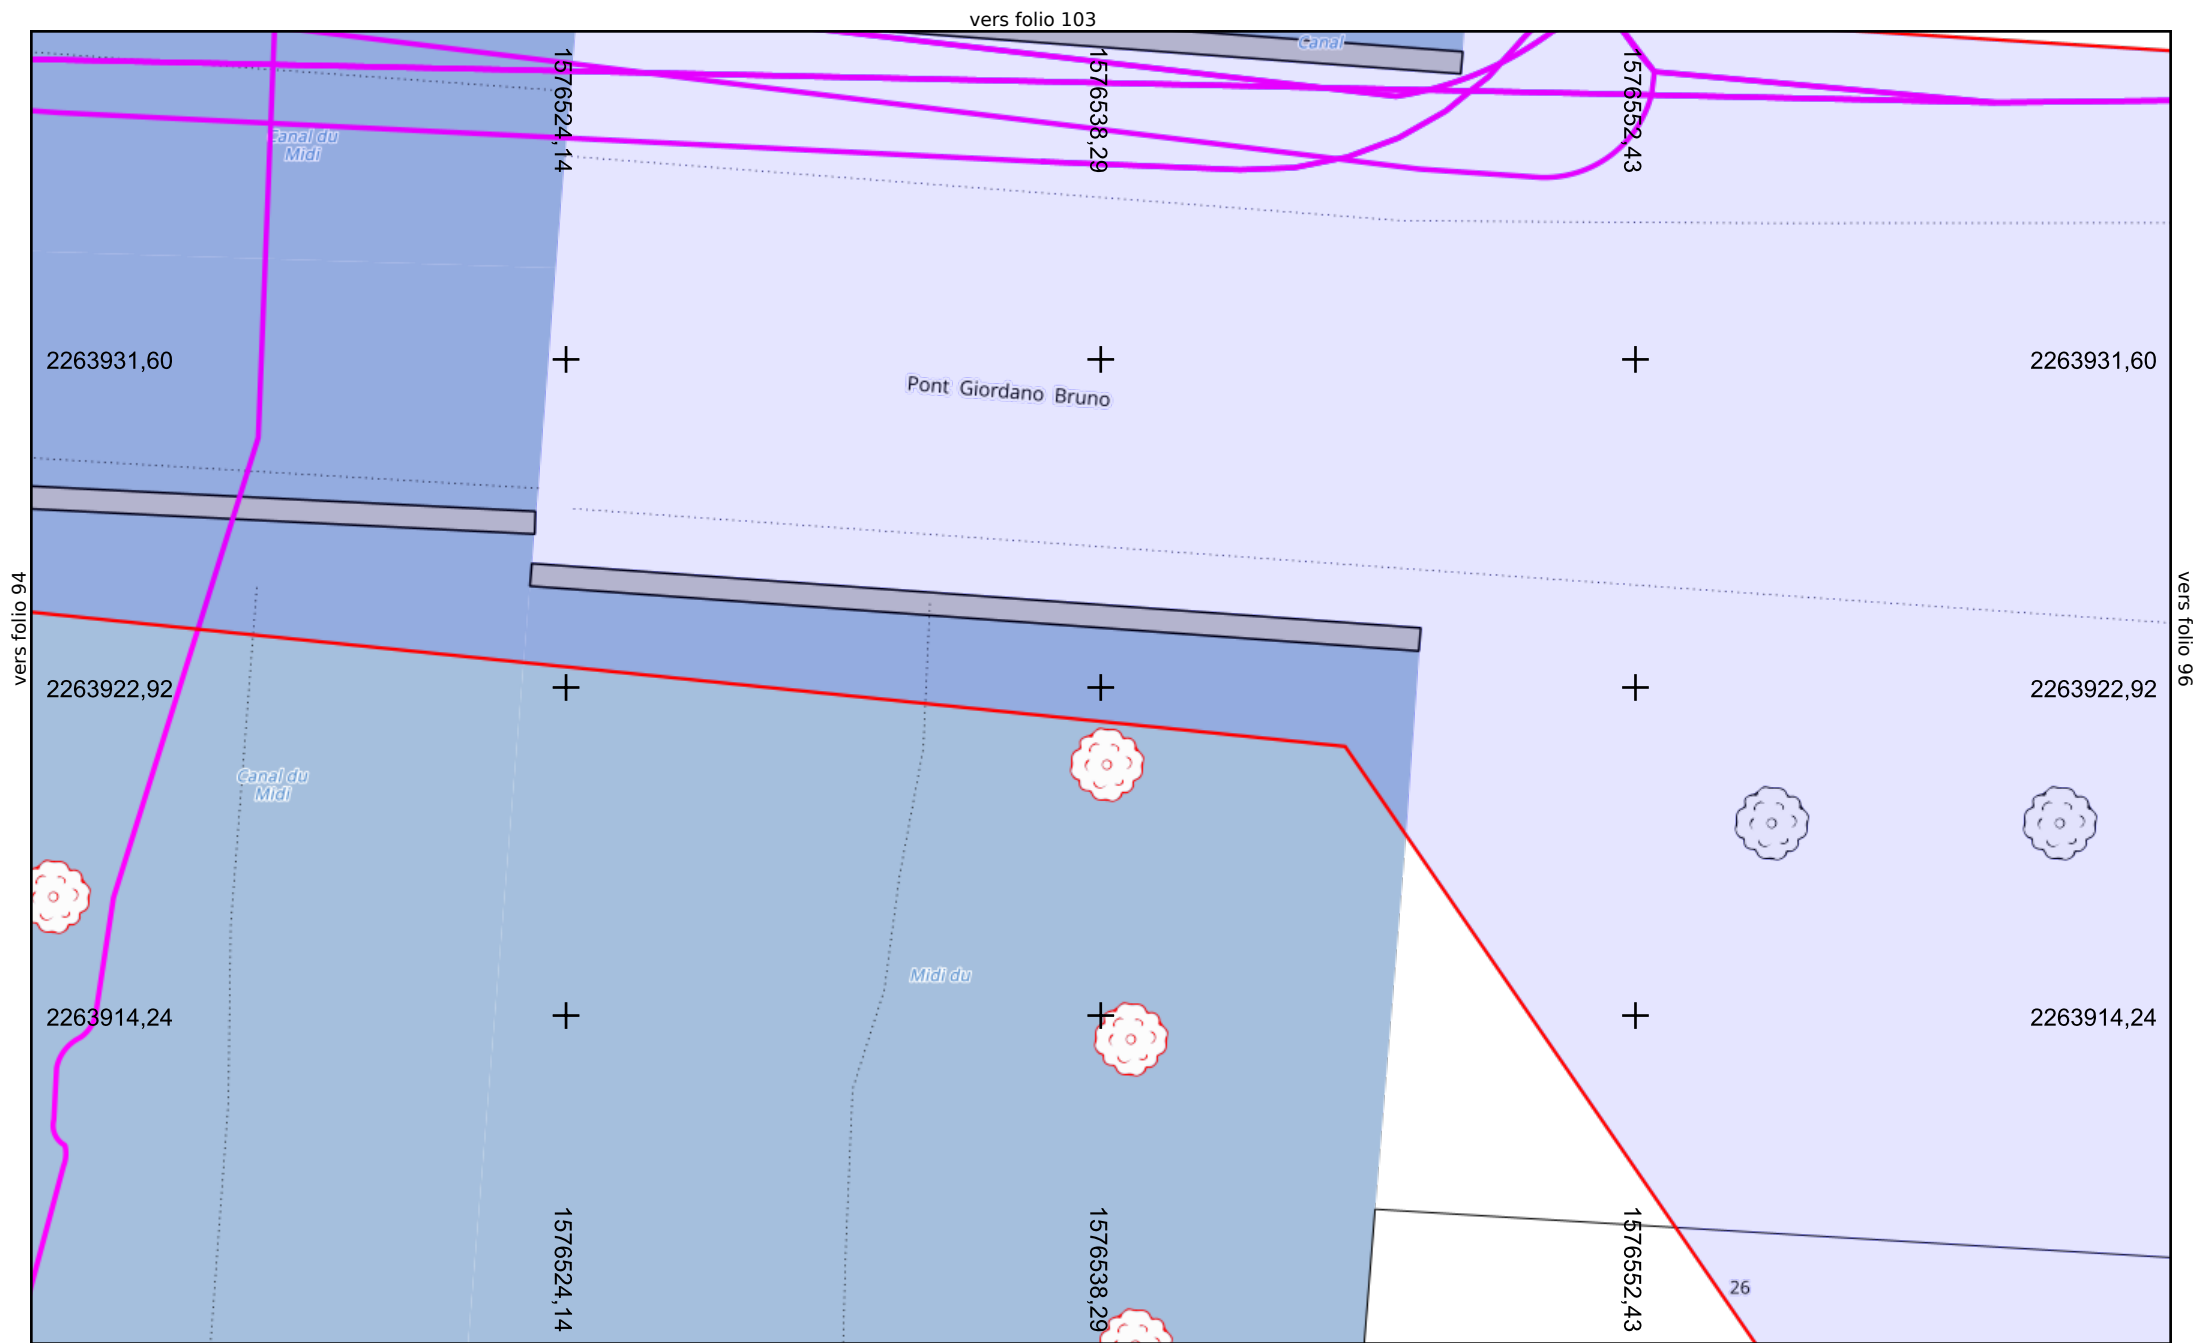 vers folio 103
Canal
1576524,14
1576538,29
1576652,43
Canal du
Midi
2263931,60
2263931,60
Pont Giordano Bruno
vers folio 94
vers folio 96
2263922,92
2263922,92
Canal du
Midi
Midi du
2263914,24
2263914,24
1576524,14
1576538,29
1576552,43
26